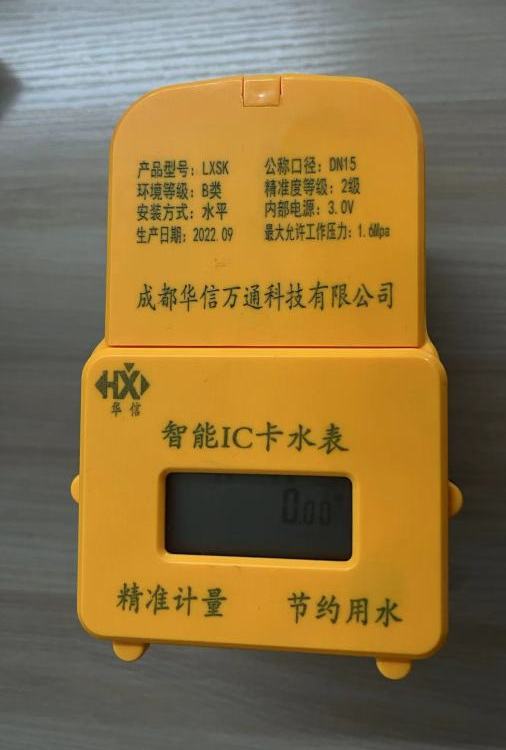 产品型号：LXSK 公称口径：DN15
环境等级：B类 精准度等级：2级
安装方式：水平 内部电源：3.0V
生产日期：2022.09 最大允许工作压力：1.6Mpa
成都华信万通科技有限公司
HX
华信
智能IC卡水表
0.00
精准计量 节约用水